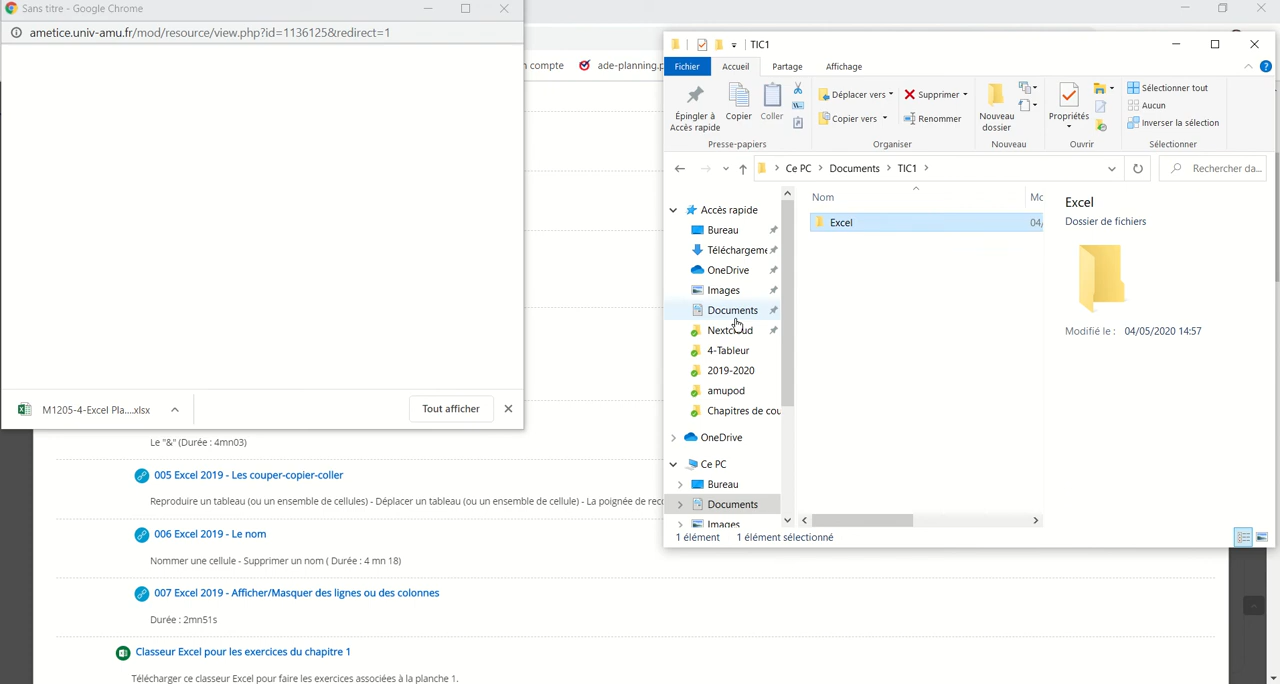 Sans titre - Google Chrome
ametice.univ-amu.fr/mod/resource/view.php?id=1136125&redirect=1
M1205-4-Excel Pla....xlsx
Tout afficher
n compte
ade-planning.p
TIC1
Fichier
Accueil
Partage
Affichage
Épingler à
Accès rapide
Copier
Coller
Presse-papiers
Déplacer vers
Copier vers
Supprimer
Renommer
Organiser
Nouveau
dossier
Nouveau
Propriétés
Ouvrir
Sélectionner tout
Aucun
Inverser la sélection
Sélectionner
Ce PC > Documents > TIC1 >
Rechercher da...
Accès rapide
Bureau
Téléchargeme
OneDrive
Images
Documents
Nextcloud
4-Tableur
2019-2020
amupod
Chapitres de cou
OneDrive
Ce PC
Bureau
Documents
Images
Nom
Mc
Excel
04/
Excel
Dossier de fichiers
Modifié le : 04/05/2020 14:57
1 élément
1 élément sélectionné
Le "&" (Durée : 4mn03)
005 Excel 2019 - Les couper-copier-coller
Reproduire un tableau (ou un ensemble de cellules) - Déplacer un tableau (ou un ensemble de cellule) - La poignée de reco
006 Excel 2019 - Le nom
Nommer une cellule - Supprimer un nom ( Durée : 4 mn 18)
007 Excel 2019 - Afficher/Masquer des lignes ou des colonnes
Durée : 2mn51s
Classeur Excel pour les exercices du chapitre 1
Télécharger ce classeur Excel pour faire les exercices associées à la planche 1.